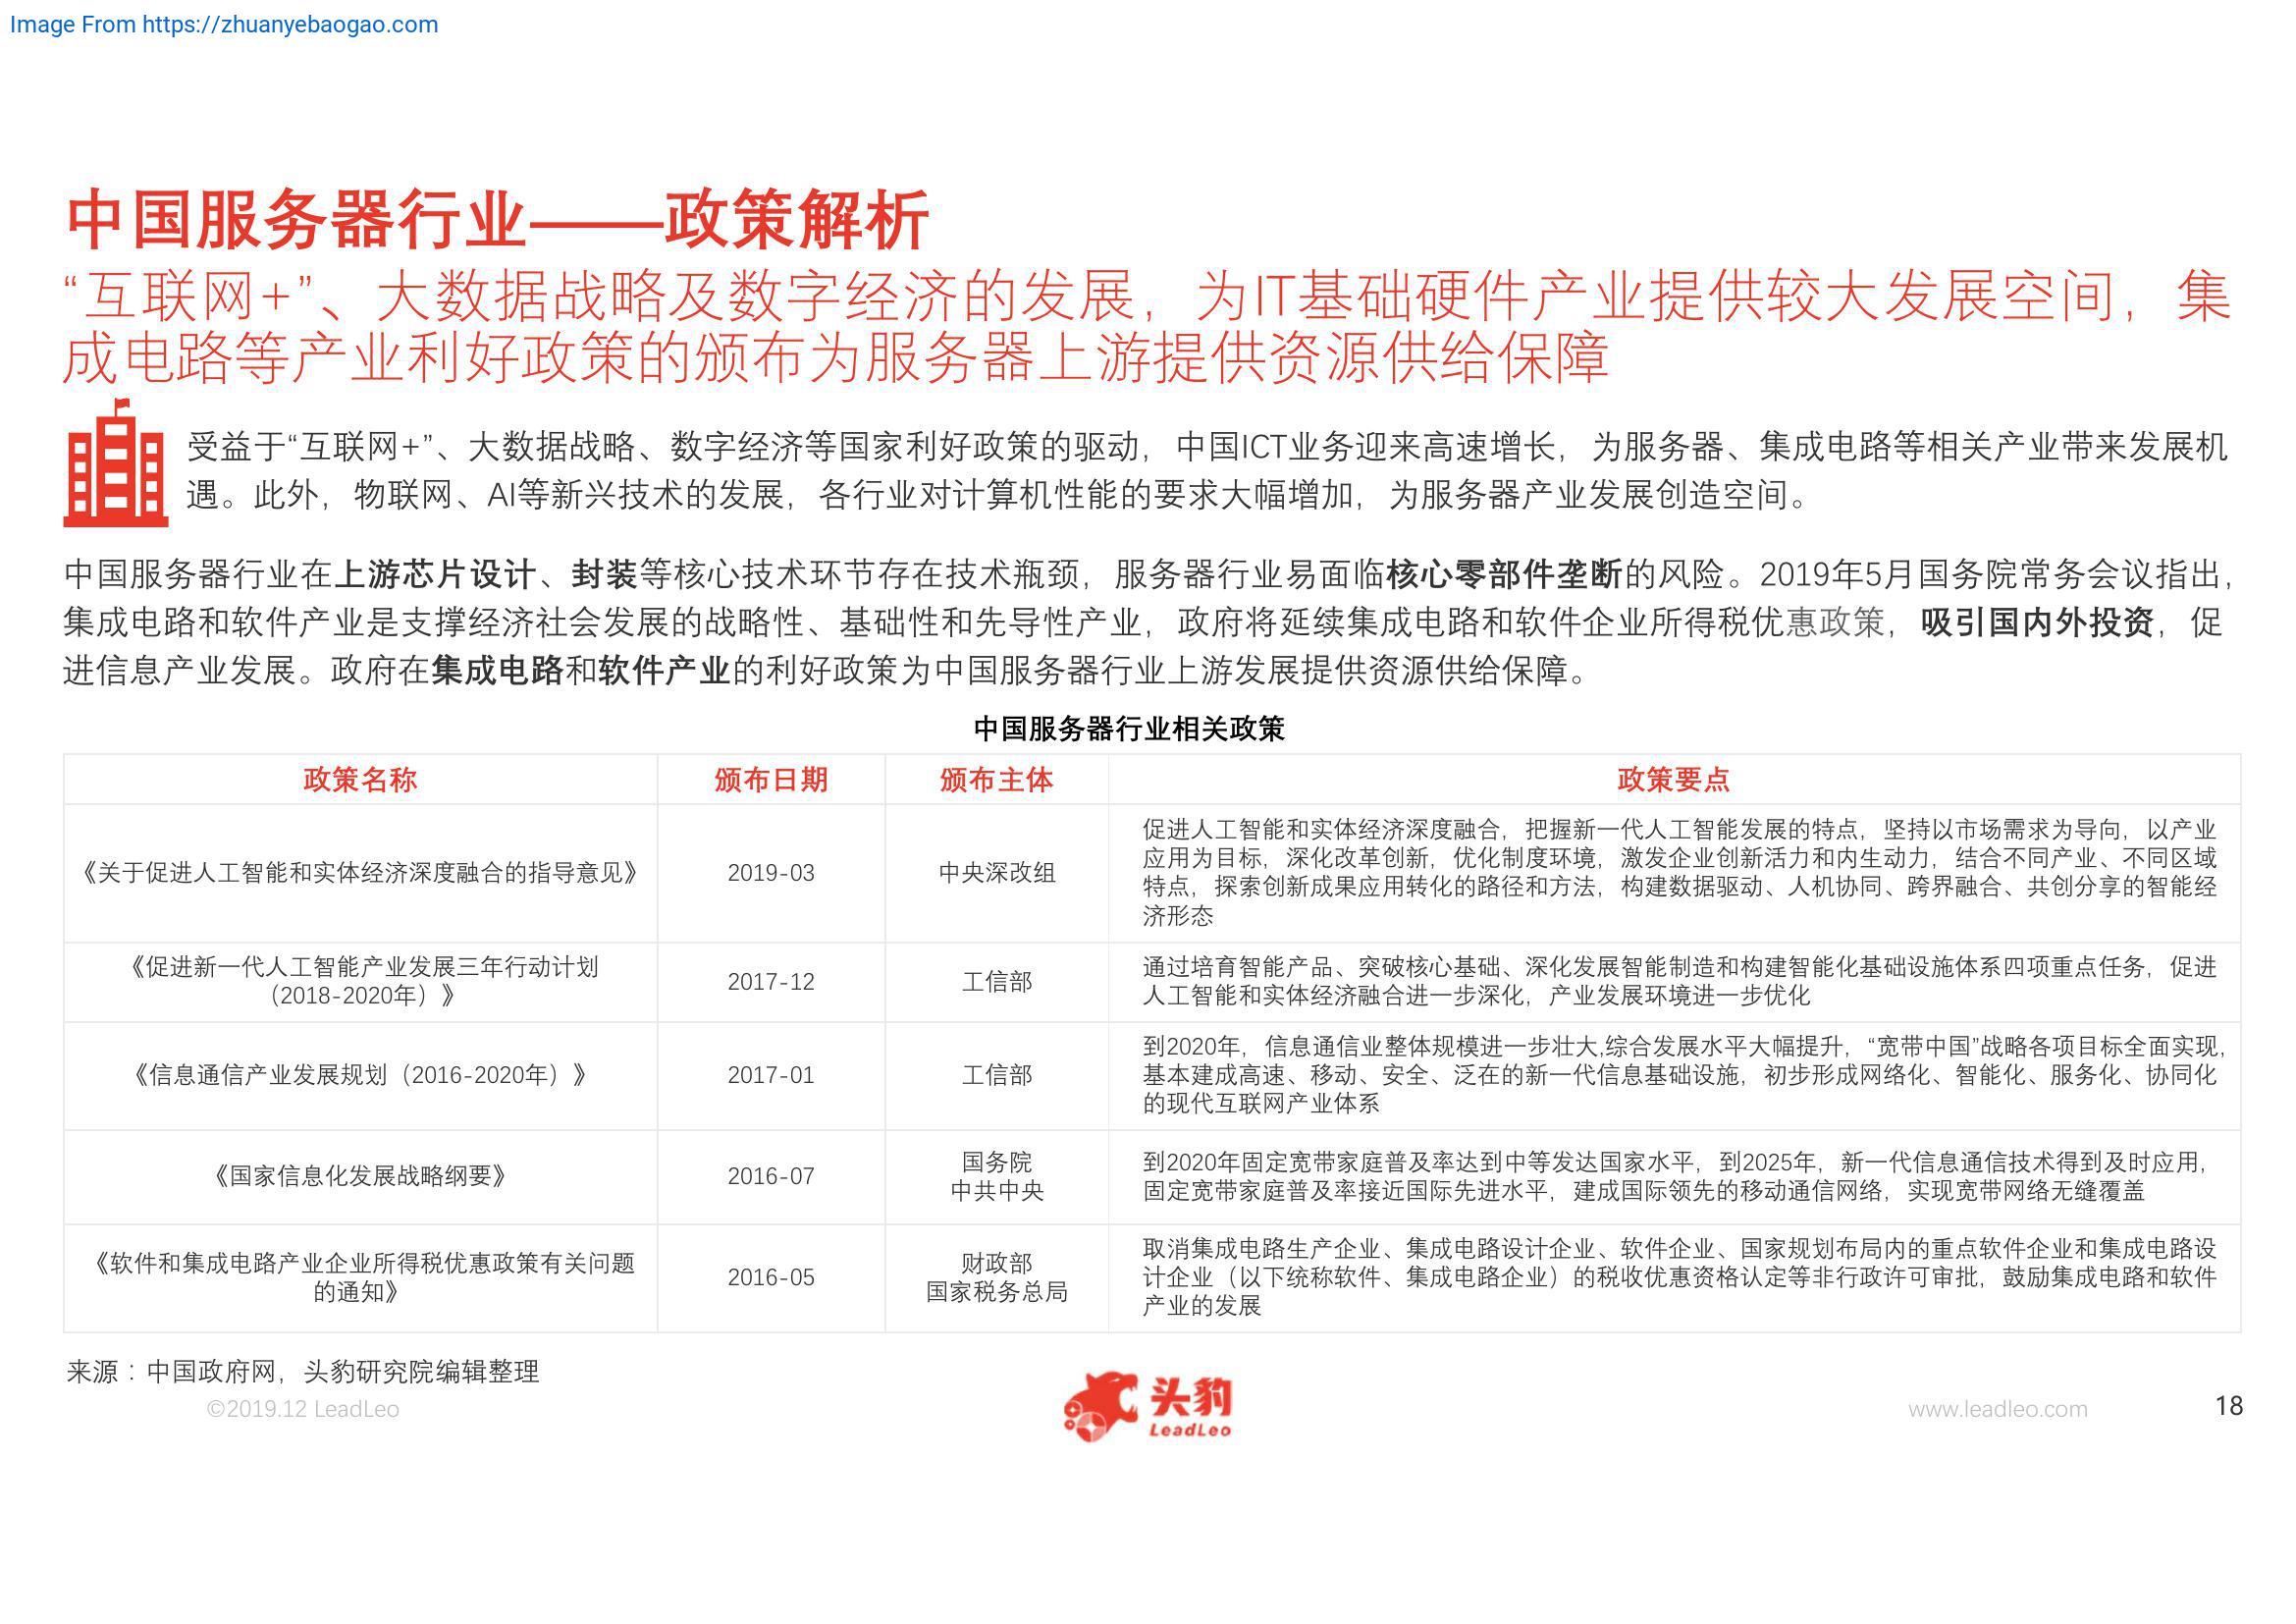 Image From https://zhuanyebaogao.com
中国服务器行业——政策解析
“互联网+”、大数据战略及数字经济的发展，为IT基础硬件产业提供较大发展空间，集
成电路等产业利好政策的颁布为服务器上游提供资源供给保障
受益于“互联网+”、大数据战略、数字经济等国家利好政策的驱动，中国ICT业务迎来高速增长，为服务器、集成电路等相关产业带来发展机
遇。此外，物联网、AI等新兴技术的发展，各行业对计算机性能的要求大幅增加，为服务器产业发展创造空间。
中国服务器行业在上游芯片设计、封装等核心技术环节存在技术瓶颈，服务器行业易面临核心零部件垄断的风险。2019年5月国务院常务会议指出，
集成电路和软件产业是支撑经济社会发展的战略性、基础性和先导性产业，政府将延续集成电路和软件企业所得税优惠政策，吸引国内外投资，促
进信息产业发展。政府在集成电路和软件产业的利好政策为中国服务器行业上游发展提供资源供给保障。
中国服务器行业相关政策
政策名称 颁布日期 颁布主体 政策要点
《关于促进人工智能和实体经济深度融合的指导意见》 2019-03 中央深改组
促进人工智能和实体经济深度融合，把握新一代人工智能发展的特点，坚持以市场需求为导向，以产业
应用为目标，深化改革创新，优化制度环境，激发企业创新活力和内生动力，结合不同产业、不同区域
特点，探索创新成果应用转化的路径和方法，构建数据驱动、人机协同、跨界融合、共创分享的智能经
济形态
《促进新一代人工智能产业发展三年行动计划
（2018-2020年）》
2017-12 工信部
通过培育智能产品、突破核心基础、深化发展智能制造和构建智能化基础设施体系四项重点任务，促进
人工智能和实体经济融合进一步深化，产业发展环境进一步优化
《信息通信产业发展规划（2016-2020年）》 2017-01 工信部
到2020年，信息通信业整体规模进一步壮大,综合发展水平大幅提升，“宽带中国”战略各项目标全面实现，
基本建成高速、移动、安全、泛在的新一代信息基础设施，初步形成网络化、智能化、服务化、协同化
的现代互联网产业体系
《国家信息化发展战略纲要》 2016-07
国务院
中共中央
到2020年固定宽带家庭普及率达到中等发达国家水平，到2025年，新一代信息通信技术得到及时应用，
固定宽带家庭普及率接近国际先进水平，建成国际领先的移动通信网络，实现宽带网络无缝覆盖
《软件和集成电路产业企业所得税优惠政策有关问题
的通知》
2016-05
财政部
国家税务总局
取消集成电路生产企业、集成电路设计企业、软件企业、国家规划布局内的重点软件企业和集成电路设
计企业（以下统称软件、集成电路企业）的税收优惠资格认定等非行政许可审批，鼓励集成电路和软件
产业的发展
来源：中国政府网，头豹研究院编辑整理
©2019.12 LeadLeo
头豹
LeadLeo
www.leadleo.com
18